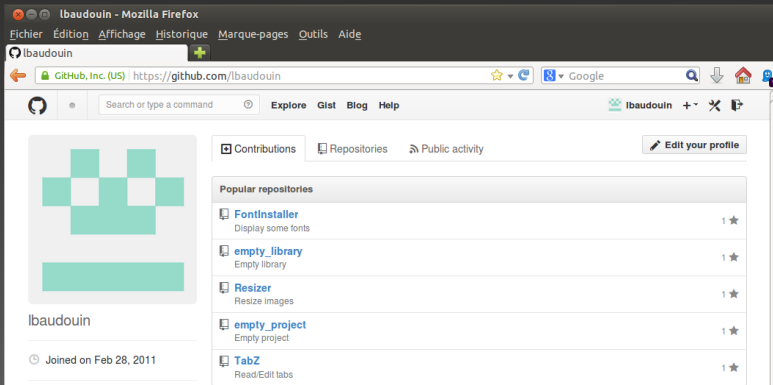 lbaudouin - Mozilla Firefox
Fichier Édition Affichage Historique Marque-pages Outils Aide
lbaudouin
GitHub, Inc. (US) https://github.com/lbaudouin Google
Search or type a command Explore Gist Blog Help lbaudouin
Contributions Repositories Public activity Edit your profile
Popular repositories
FontInstaller
Display some fonts
1
empty_library
Empty library
1
Resizer
Resize images
1
empty_project
Empty project
1
TabZ
Read/Edit tabs
1
lbaudouin
Joined on Feb 28, 2011